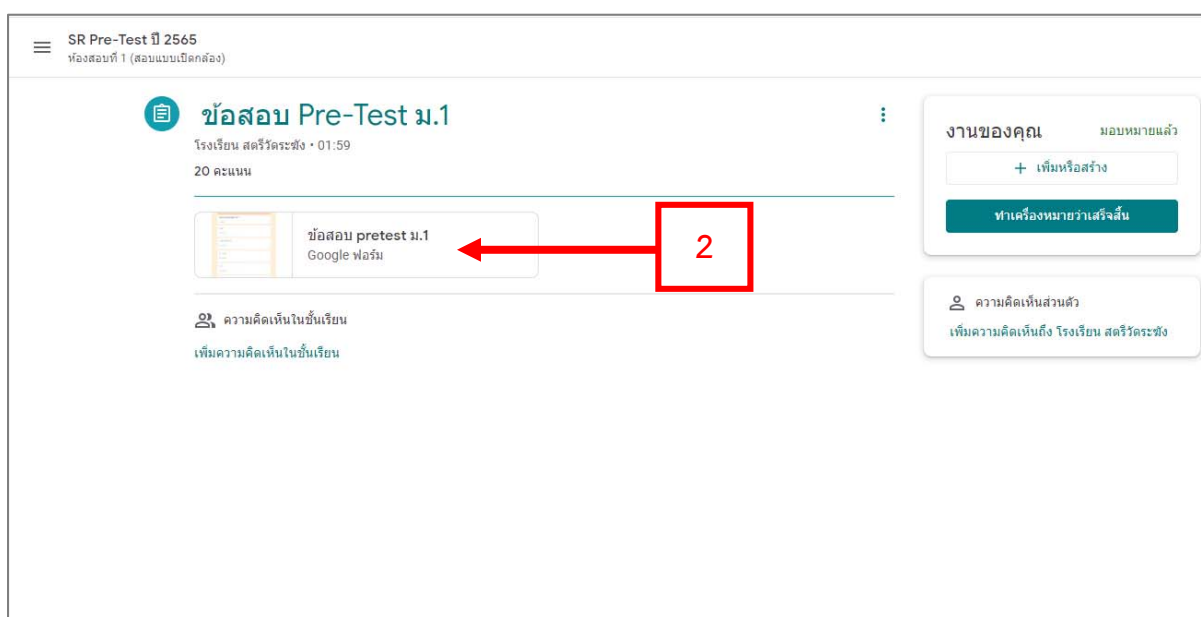 SR Pre-Test ปี 2565
ห้องสอบที่ 1 (สอบแบบเปิดกล้อง)
ข้อสอบ Pre-Test ม.1
โรงเรียน สตรีวัดระฆัง • 01:59
20 คะแนน
ข้อสอบ pretest ม.1
Google ฟอร์ม
2
ความคิดเห็นในชั้นเรียน
เพิ่มความคิดเห็นในชั้นเรียน
งานของคุณ มอบหมายแล้ว
+ เพิ่มหรือสร้าง
ทำเครื่องหมายว่าเสร็จสิ้น
ความคิดเห็นส่วนตัว
เพิ่มความคิดเห็นถึง โรงเรียน สตรีวัดระฆัง